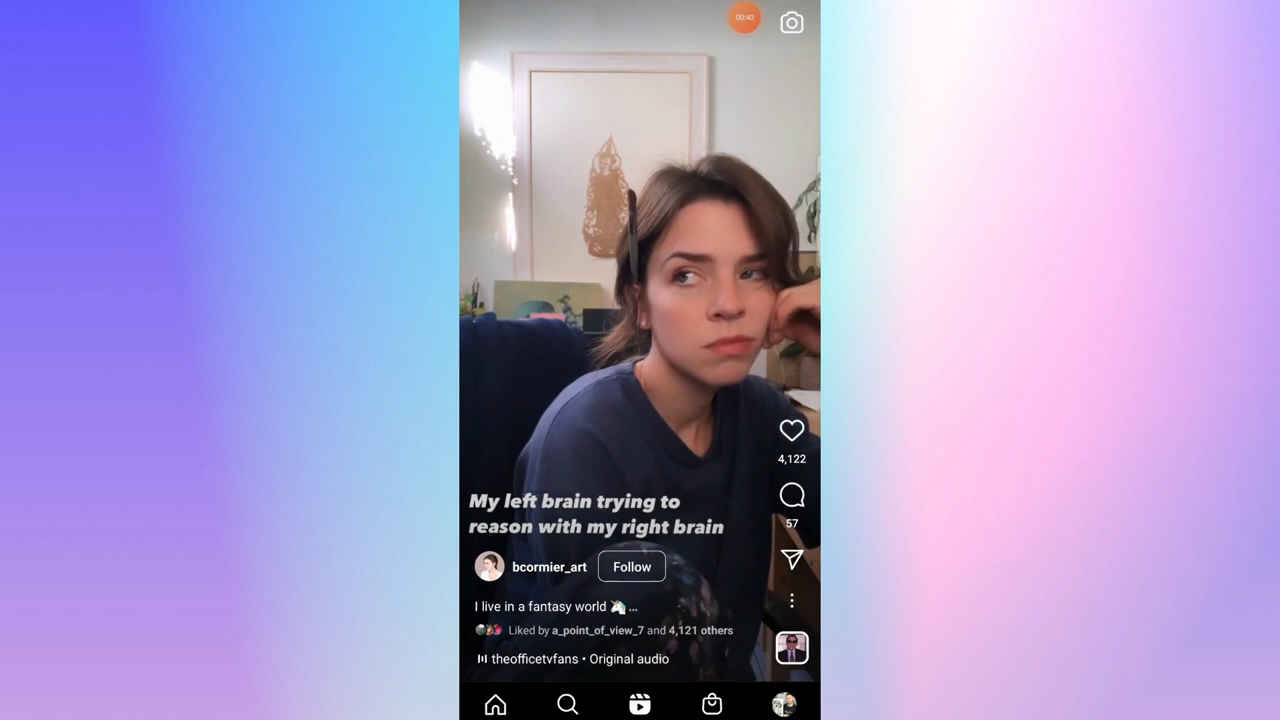 00:40
4,122
57
My left brain trying to
reason with my right brain
bcormier_art
Follow
I live in a fantasy world 🦄 ...
Liked by a_point_of_view_7 and 4,121 others
theofficetvfans • Original audio